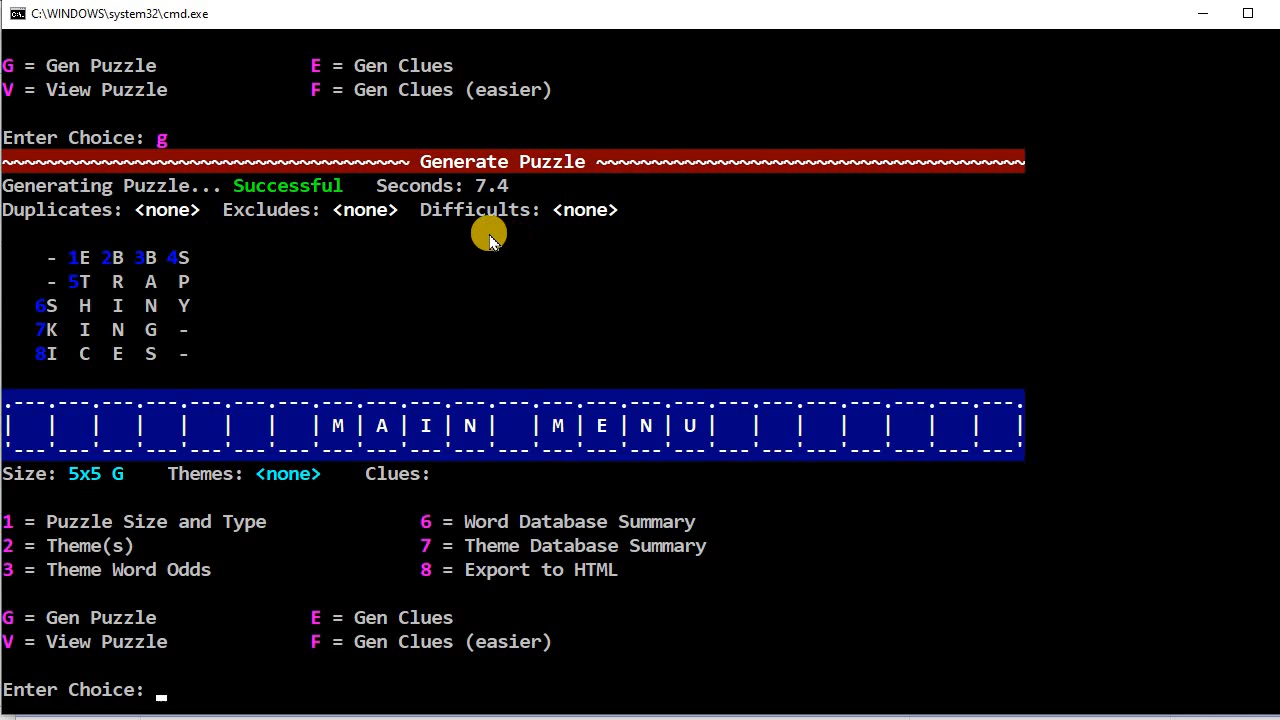 C:\WINDOWS\system32\cmd.exe
G = Gen Puzzle E = Gen Clues
V = View Puzzle F = Gen Clues (easier)
Enter Choice: g
~~~~~~~~~~~~~~~~~~~~~~~~~~~~~~~~~~~~~ Generate Puzzle ~~~~~~~~~~~~~~~~~~~~~~~~~~~~~~~~~~~~~~~
Generating Puzzle... Successful Seconds: 7.4
Duplicates: <none> Excludes: <none> Difficults: <none>
- 1E 2B 3B 4S
- 5T R A P
6S H I N Y
7K I N G -
8I C E S -
.---.---.---.---.---.---.---.---.---.---.---.---.---.---.---.---.---.---.---.---.---.---.---.
| | | | | | | | M | A | I | N | | M | E | N | U | | | | | | | |
'---'---'---'---'---'---'---'---'---'---'---'---'---'---'---'---'---'---'---'---'---'---'---'
Size: 5x5 G Themes: <none> Clues:
1 = Puzzle Size and Type 6 = Word Database Summary
2 = Theme(s) 7 = Theme Database Summary
3 = Theme Word Odds 8 = Export to HTML
G = Gen Puzzle E = Gen Clues
V = View Puzzle F = Gen Clues (easier)
Enter Choice: